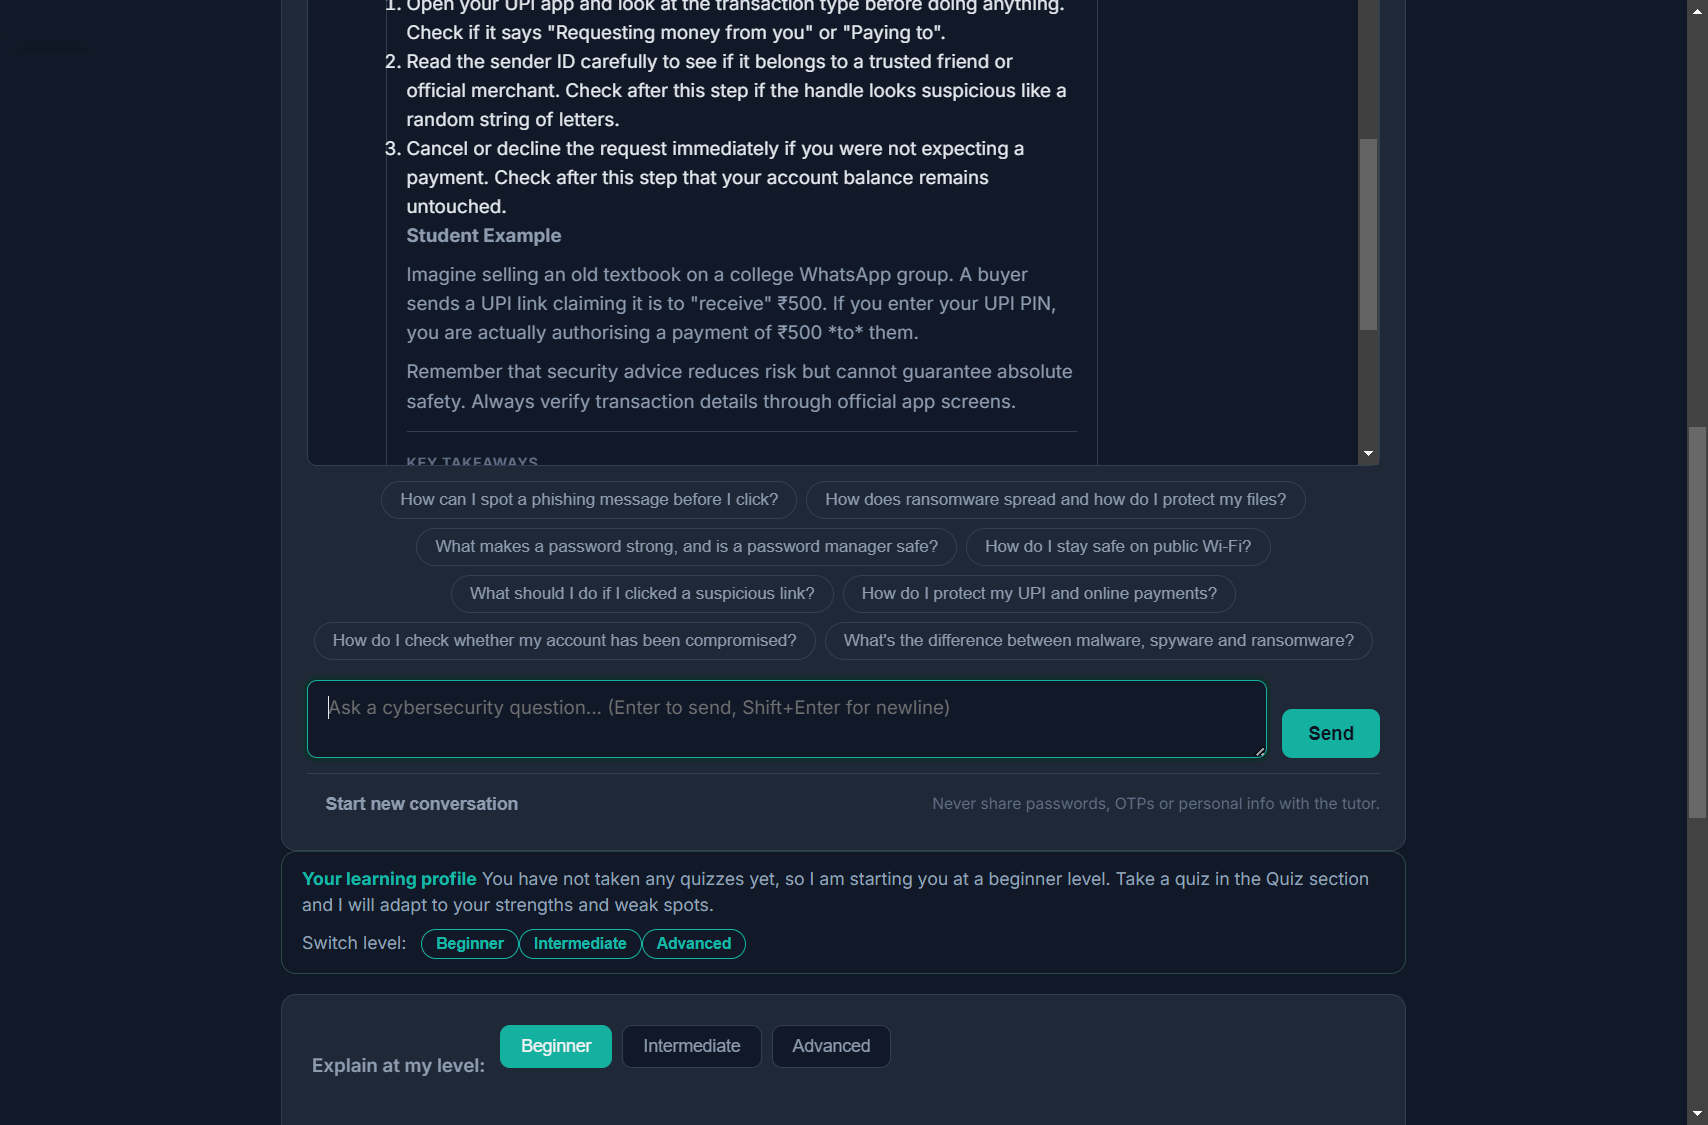 1. Open your UPI app and look at the transaction type before doing anything.
Check if it says "Requesting money from you" or "Paying to".
2. Read the sender ID carefully to see if it belongs to a trusted friend or
official merchant. Check after this step if the handle looks suspicious like a
random string of letters.
3. Cancel or decline the request immediately if you were not expecting a
payment. Check after this step that your account balance remains
untouched.
Student Example
Imagine selling an old textbook on a college WhatsApp group. A buyer
sends a UPI link claiming it is to "receive" ₹500. If you enter your UPI PIN,
you are actually authorising a payment of ₹500 *to* them.
Remember that security advice reduces risk but cannot guarantee absolute
safety. Always verify transaction details through official app screens.
KEY TAKEAWAYS
How can I spot a phishing message before I click?
How does ransomware spread and how do I protect my files?
What makes a password strong, and is a password manager safe?
How do I stay safe on public Wi-Fi?
What should I do if I clicked a suspicious link?
How do I protect my UPI and online payments?
How do I check whether my account has been compromised?
What's the difference between malware, spyware and ransomware?
Ask a cybersecurity question... (Enter to send, Shift+Enter for newline)
Send
Start new conversation
Never share passwords, OTPs or personal info with the tutor.
Your learning profile You have not taken any quizzes yet, so I am starting you at a beginner level. Take a quiz in the Quiz section
and I will adapt to your strengths and weak spots.
Switch level: Beginner Intermediate Advanced
Explain at my level: Beginner Intermediate Advanced